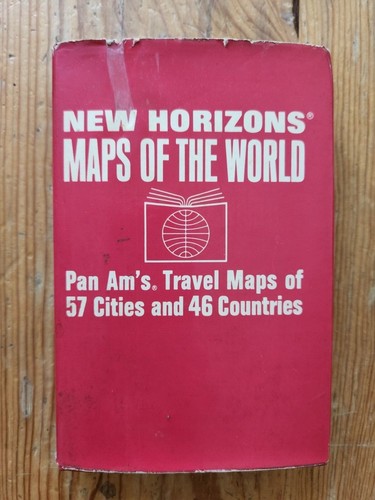 NEW HORIZONS®
MAPS OF THE WORLD
Pan Am's® Travel Maps of
57 Cities and 46 Countries